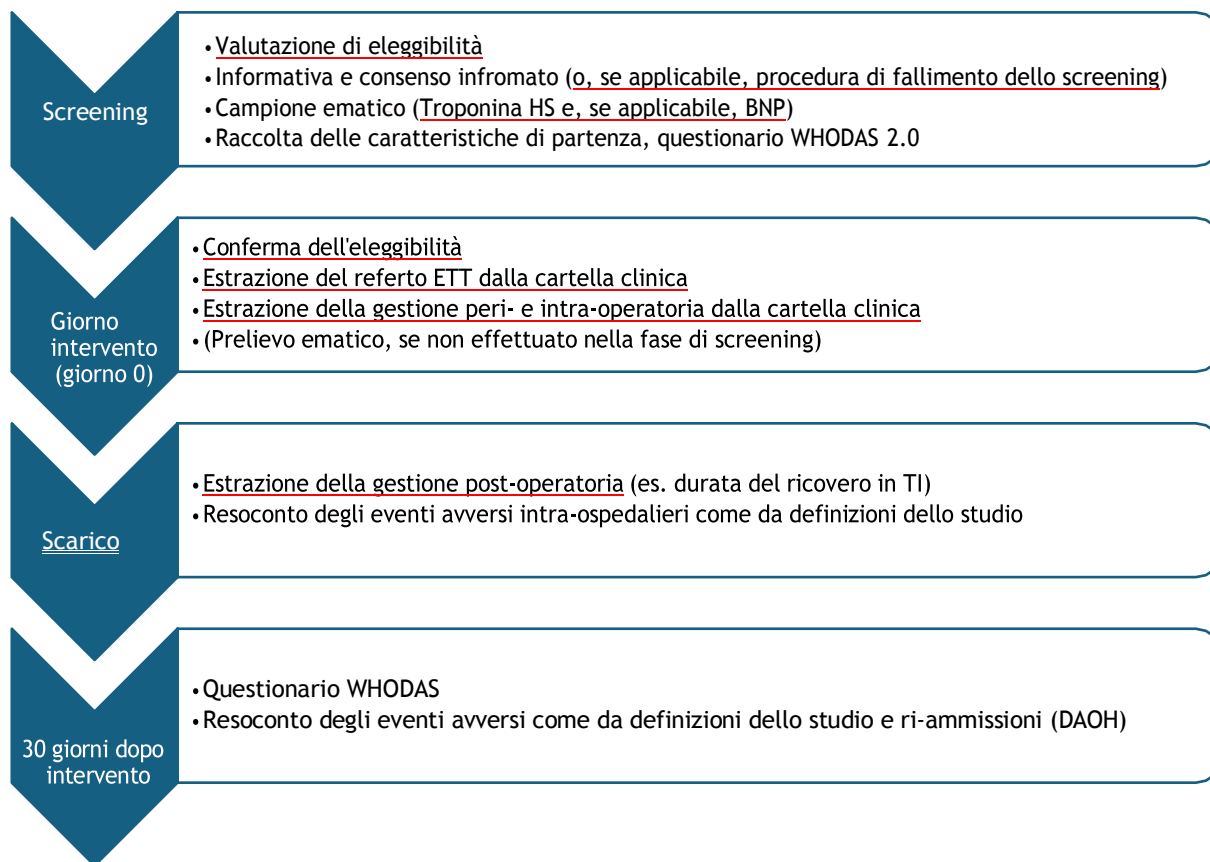 Screening
•Valutazione di eleggibilità
•Informativa e consenso infromato (o, se applicabile, procedura di fallimento dello screening)
•Campione ematico (Troponina HS e, se applicabile, BNP)
•Raccolta delle caratteristiche di partenza, questionario WHODAS 2.0
Giorno
intervento
(giorno 0)
•Conferma dell'eleggibilità
•Estrazione del referto ETT dalla cartella clinica
•Estrazione della gestione peri- e intra-operatoria dalla cartella clinica
•(Prelievo ematico, se non effettuato nella fase di screening)
Scarico
•Estrazione della gestione post-operatoria (es. durata del ricovero in TI)
•Resoconto degli eventi avversi intra-ospedalieri come da definizioni dello studio
30 giorni dopo
intervento
•Questionario WHODAS
•Resoconto degli eventi avversi come da definizioni dello studio e ri-ammissioni (DAOH)